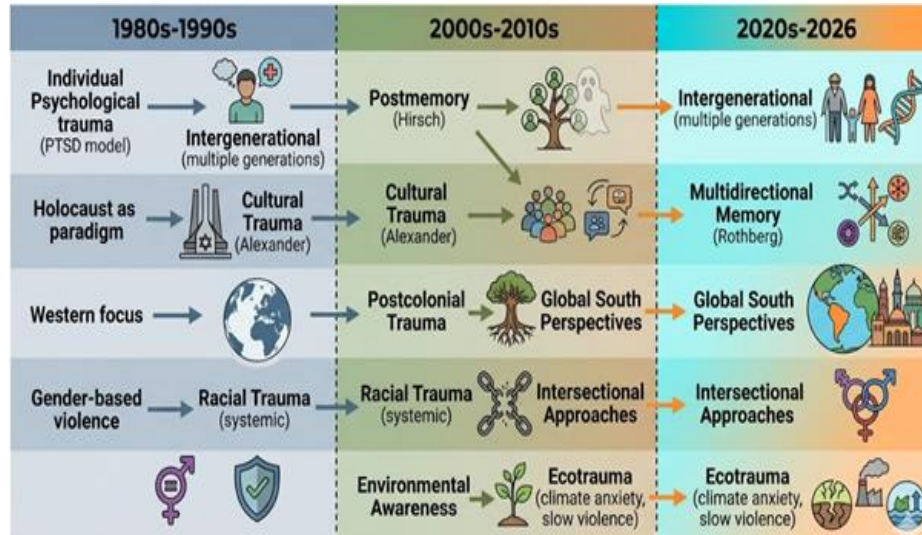 1980s-1990s
2000s-2010s
2020s-2026
Individual
Psychological
trauma
(PTSD model)
Intergenerational
(multiple generations)
Postmemory
(Hirsch)
Intergenerational
(multiple generations)
Holocaust as
paradigm
Cultural
Trauma
(Alexander)
Cultural
Trauma
(Alexander)
Multidirectional
Memory
(Rothberg)
Western focus
Postcolonial
Trauma
Global South
Perspectives
Global South
Perspectives
Gender-based
violence
Racial Trauma
(systemic)
Racial Trauma
(systemic)
Intersectional
Approaches
Intersectional
Approaches
Environmental
Awareness
Ecotrauma
(climate anxiety,
slow violence)
Ecotrauma
(climate anxiety,
slow violence)